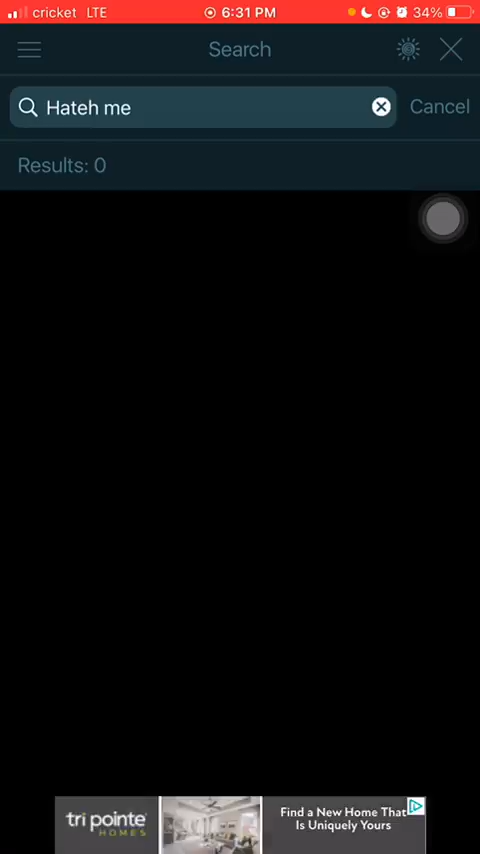 cricket LTE 6:31 PM 34%
Search
Hateh me
Cancel
Results: 0
tri pointe
HOMES
Find a New Home That
Is Uniquely Yours